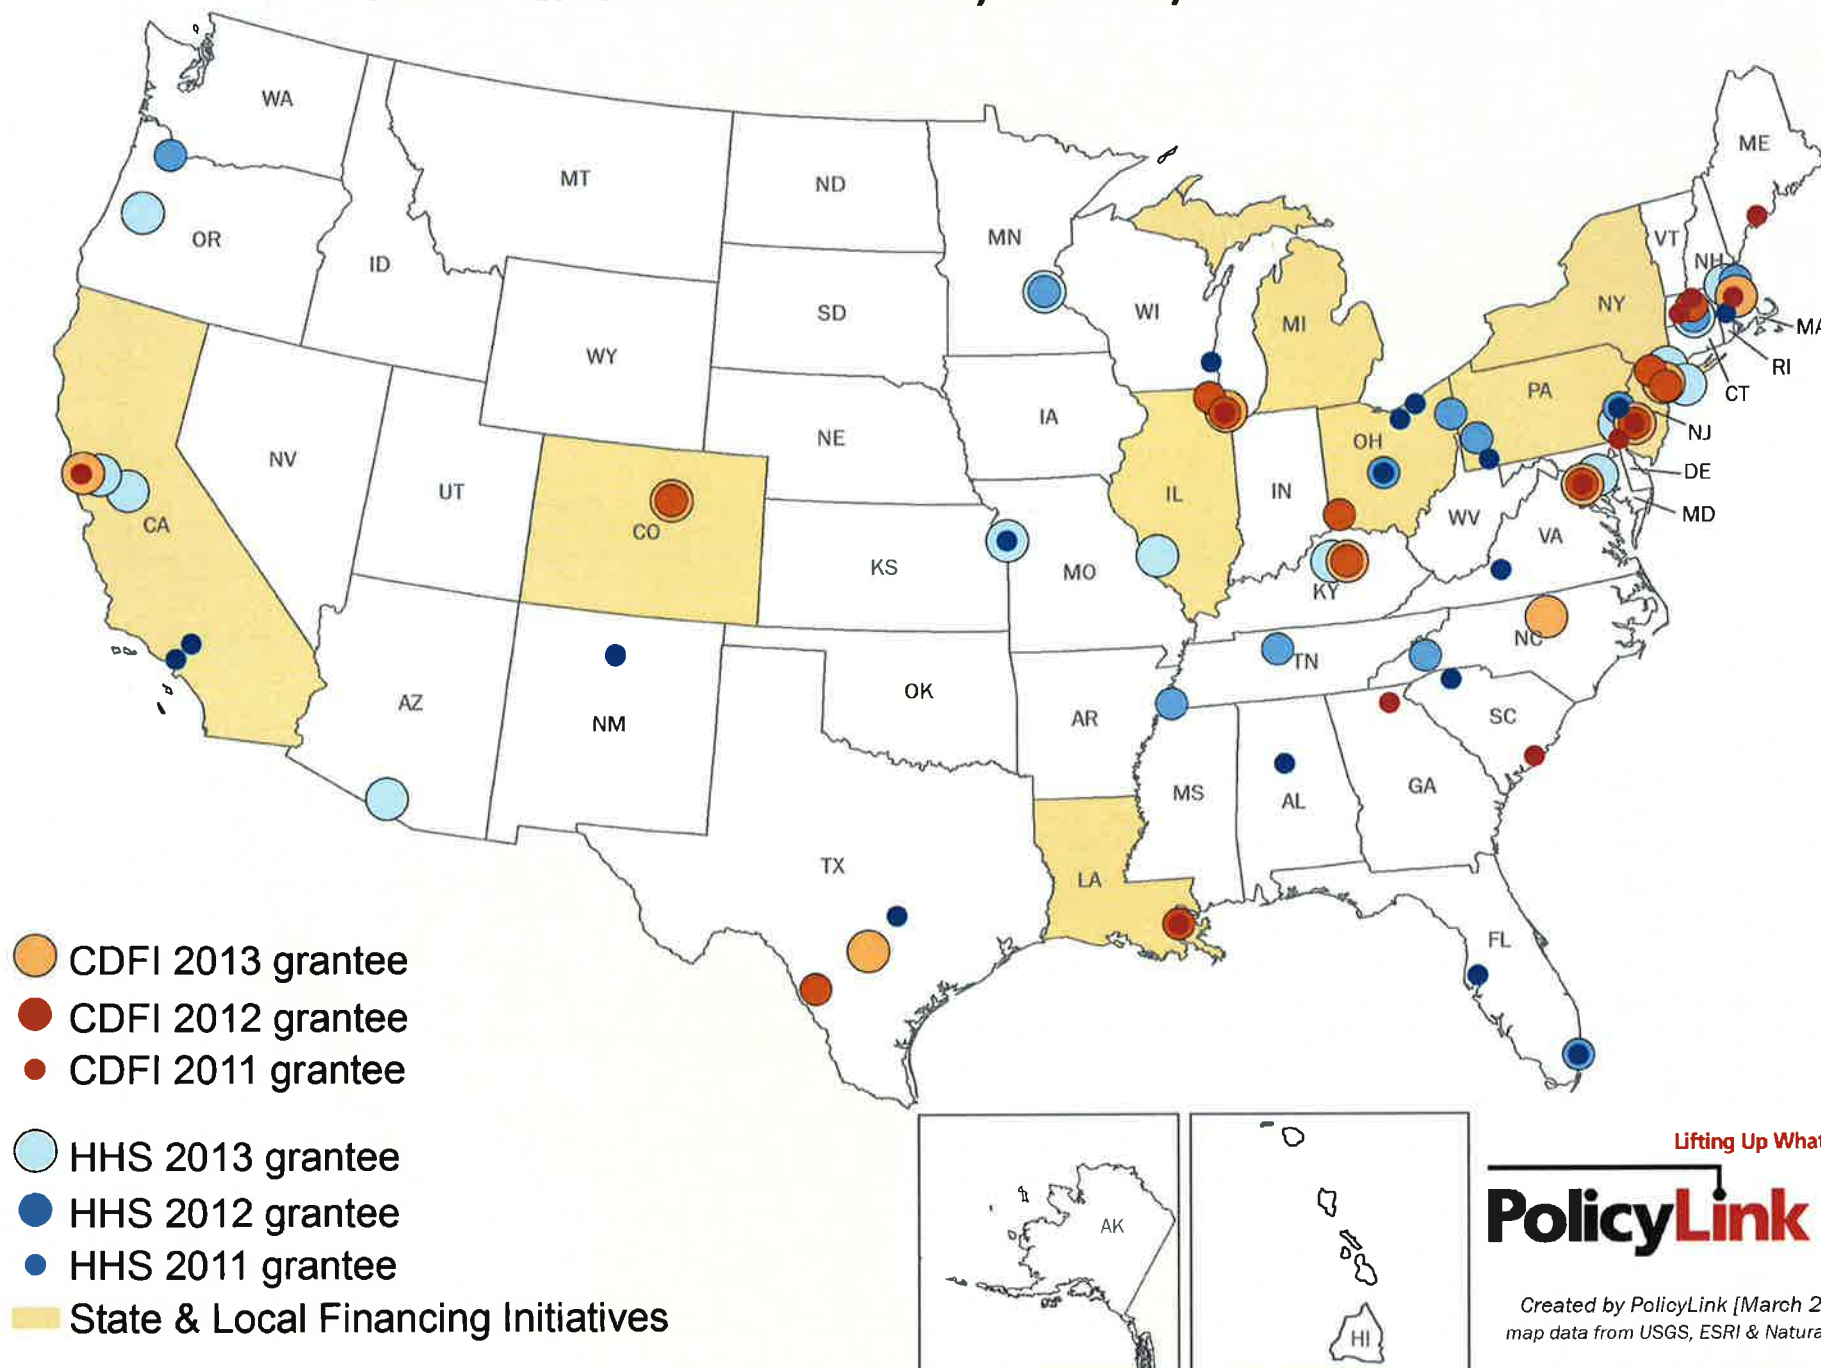 WA
MT
ND
MN
ME
VT
NH
OR
ID
SD
WI
MI
NY
MA
RI
CT
WY
IA
PA
NE
NJ
OH
DE
NV
UT
CO
IL
IN
WV
MD
CA
KS
MO
VA
KY
NC
TN
AZ
NM
OK
AR
SC
MS
AL
GA
TX
LA
FL
CDFI 2013 grantee
CDFI 2012 grantee
CDFI 2011 grantee
HHS 2013 grantee
HHS 2012 grantee
HHS 2011 grantee
State & Local Financing Initiatives
AK
HI
Lifting Up What
PolicyLink
Created by PolicyLink [March 2
map data from USGS, ESRI & Natura